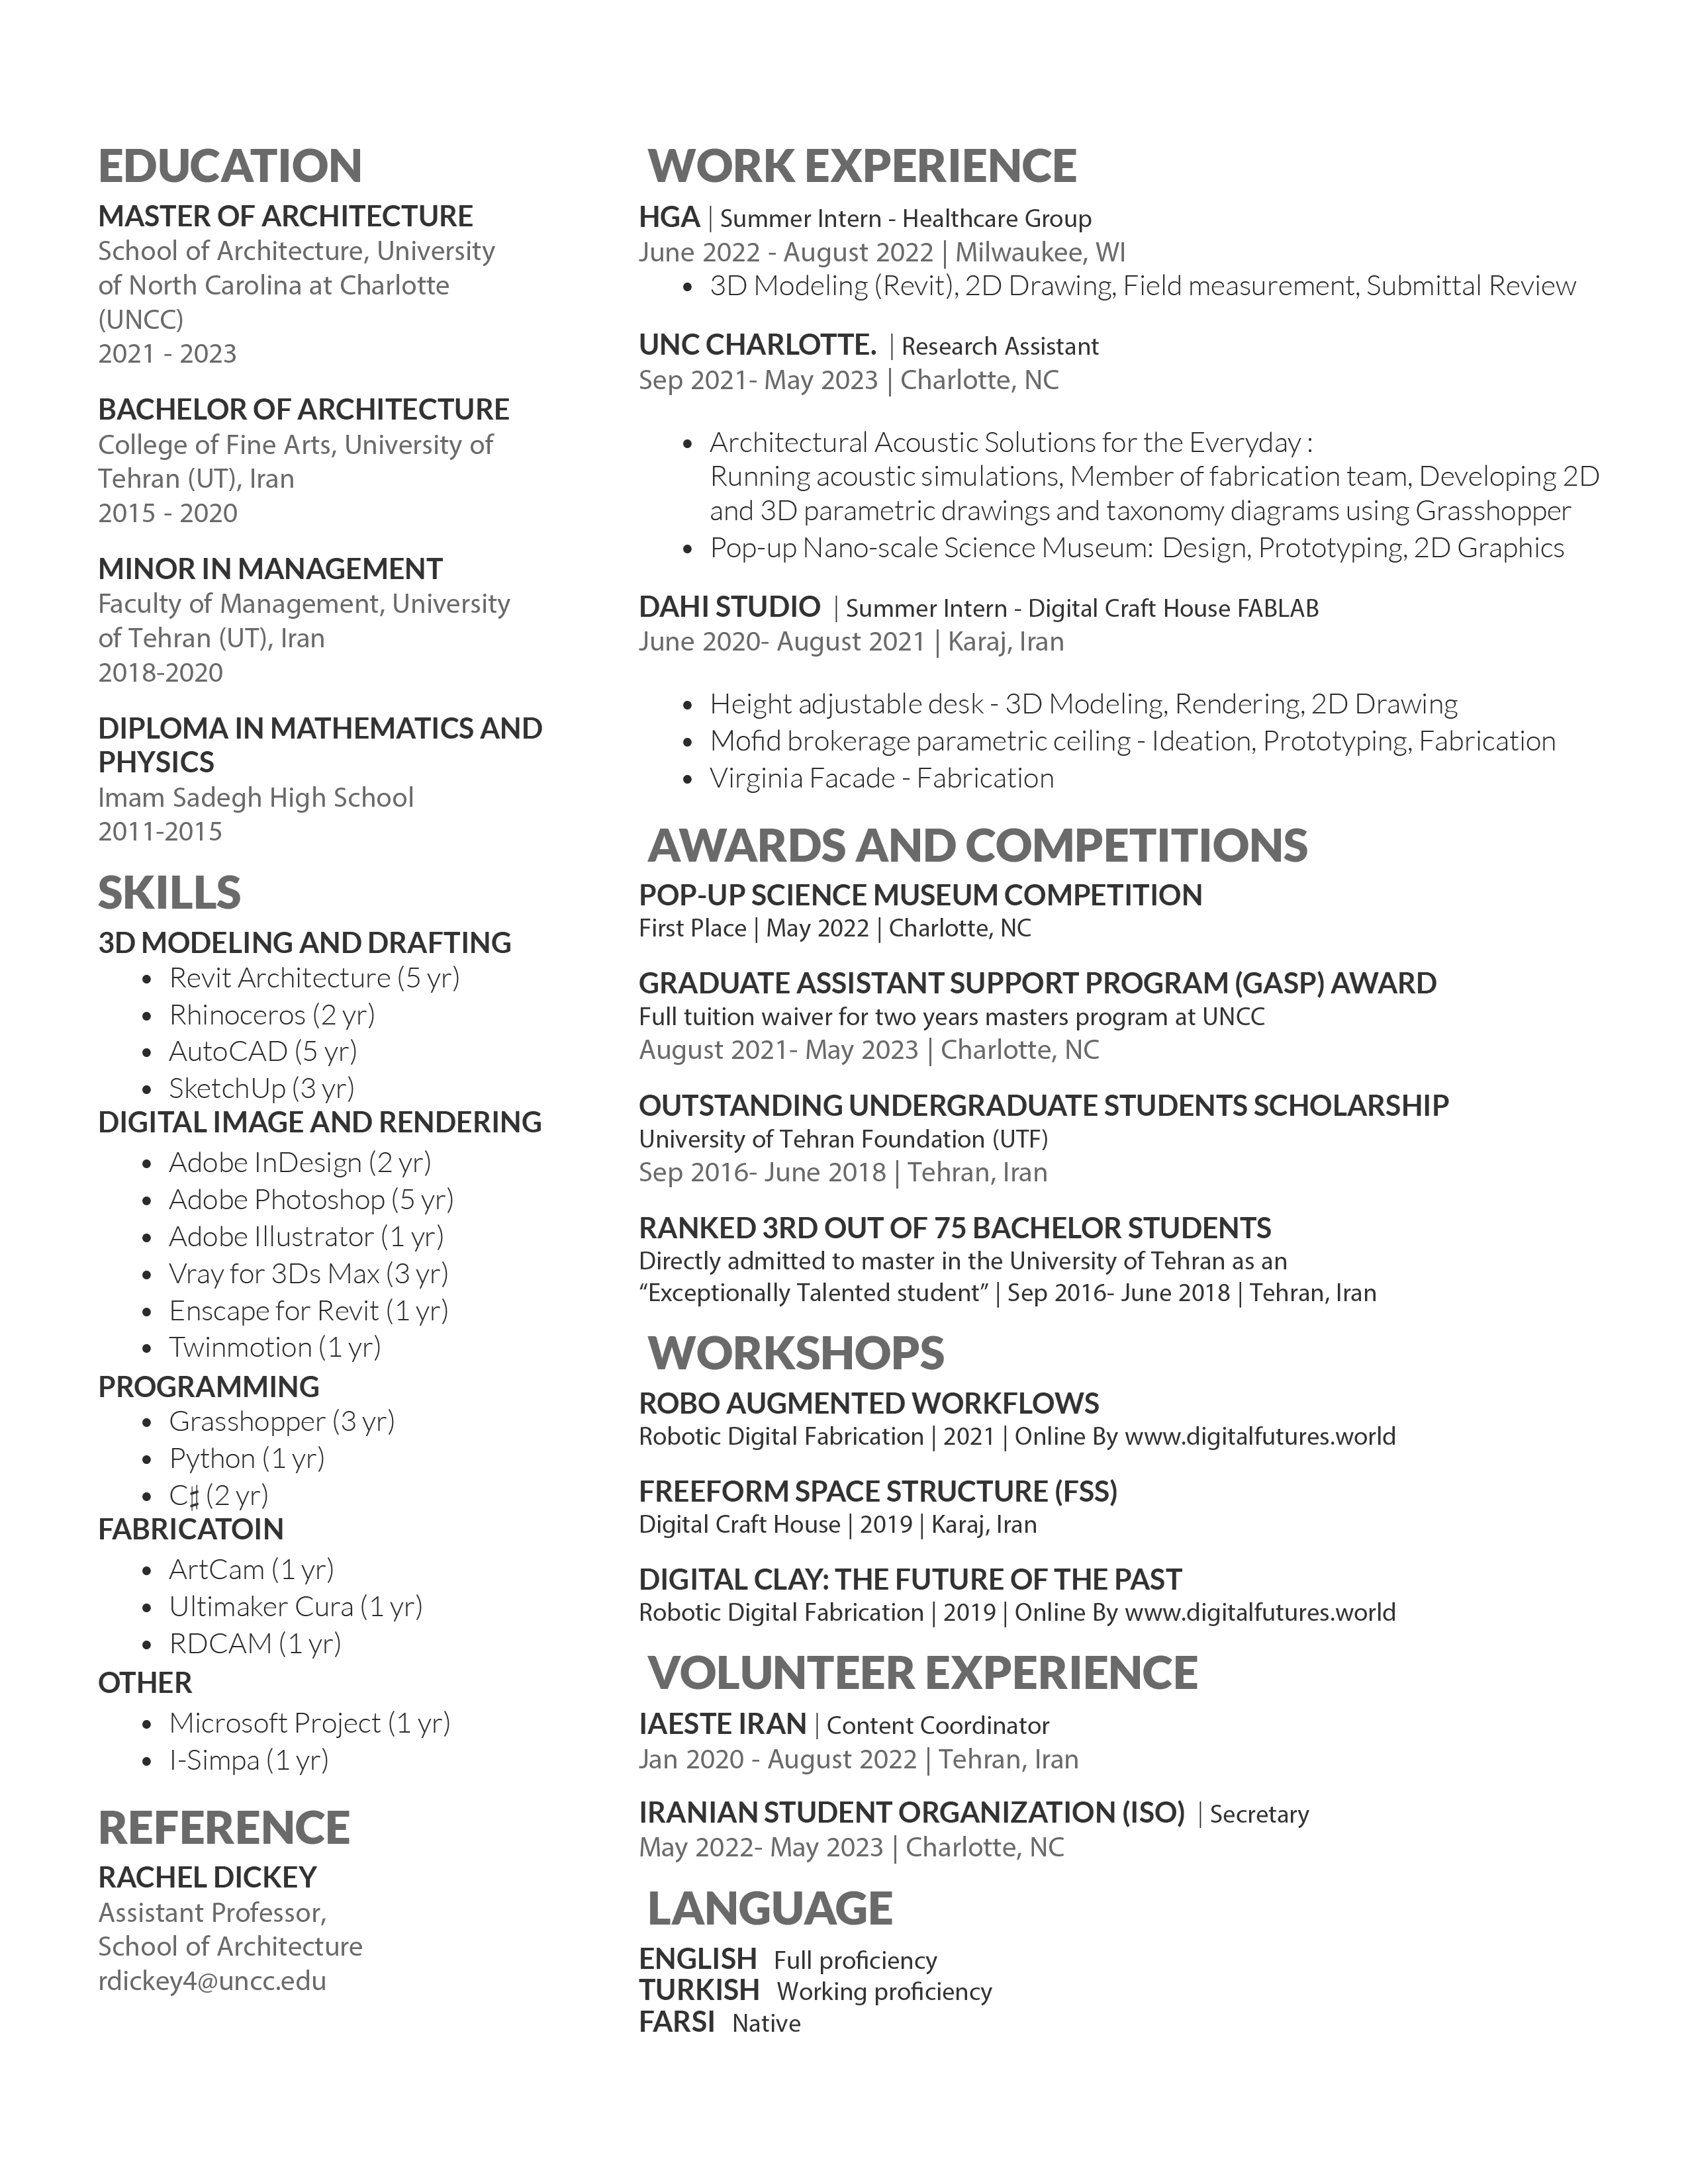 EDUCATION
MASTER OF ARCHITECTURE
School of Architecture, University
of North Carolina at Charlotte
(UNCC)
2021 - 2023
BACHELOR OF ARCHITECTURE
College of Fine Arts, University of
Tehran (UT), Iran
2015 - 2020
MINOR IN MANAGEMENT
Faculty of Management, University
of Tehran (UT), Iran
2018-2020
DIPLOMA IN MATHEMATICS AND
PHYSICS
Imam Sadegh High School
2011-2015
SKILLS
3D MODELING AND DRAFTING
• Revit Architecture (5 yr)
• Rhinoceros (2 yr)
• AutoCAD (5 yr)
• SketchUp (3 yr)
DIGITAL IMAGE AND RENDERING
• Adobe InDesign (2 yr)
• Adobe Photoshop (5 yr)
• Adobe Illustrator (1 yr)
• Vray for 3Ds Max (3 yr)
• Enscape for Revit (1 yr)
• Twinmotion (1 yr)
PROGRAMMING
• Grasshopper (3 yr)
• Python (1 yr)
• C♯ (2 yr)
FABRICATOIN
• ArtCam (1 yr)
• Ultimaker Cura (1 yr)
• RDCAM (1 yr)
OTHER
• Microsoft Project (1 yr)
• I-Simpa (1 yr)
REFERENCE
RACHEL DICKEY
Assistant Professor,
School of Architecture
rdickey4@uncc.edu
WORK EXPERIENCE
HGA | Summer Intern - Healthcare Group
June 2022 - August 2022 | Milwaukee, WI
• 3D Modeling (Revit), 2D Drawing, Field measurement, Submittal Review
UNC CHARLOTTE. | Research Assistant
Sep 2021- May 2023 | Charlotte, NC
• Architectural Acoustic Solutions for the Everyday :
Running acoustic simulations, Member of fabrication team, Developing 2D
and 3D parametric drawings and taxonomy diagrams using Grasshopper
• Pop-up Nano-scale Science Museum: Design, Prototyping, 2D Graphics
DAHI STUDIO | Summer Intern - Digital Craft House FABLAB
June 2020- August 2021 | Karaj, Iran
• Height adjustable desk - 3D Modeling, Rendering, 2D Drawing
• Mofid brokerage parametric ceiling - Ideation, Prototyping, Fabrication
• Virginia Facade - Fabrication
AWARDS AND COMPETITIONS
POP-UP SCIENCE MUSEUM COMPETITION
First Place | May 2022 | Charlotte, NC
GRADUATE ASSISTANT SUPPORT PROGRAM (GASP) AWARD
Full tuition waiver for two years masters program at UNCC
August 2021- May 2023 | Charlotte, NC
OUTSTANDING UNDERGRADUATE STUDENTS SCHOLARSHIP
University of Tehran Foundation (UTF)
Sep 2016- June 2018 | Tehran, Iran
RANKED 3RD OUT OF 75 BACHELOR STUDENTS
Directly admitted to master in the University of Tehran as an
“Exceptionally Talented student” | Sep 2016- June 2018 | Tehran, Iran
WORKSHOPS
ROBO AUGMENTED WORKFLOWS
Robotic Digital Fabrication | 2021 | Online By www.digitalfutures.world
FREEFORM SPACE STRUCTURE (FSS)
Digital Craft House | 2019 | Karaj, Iran
DIGITAL CLAY: THE FUTURE OF THE PAST
Robotic Digital Fabrication | 2019 | Online By www.digitalfutures.world
VOLUNTEER EXPERIENCE
IAESTE IRAN | Content Coordinator
Jan 2020 - August 2022 | Tehran, Iran
IRANIAN STUDENT ORGANIZATION (ISO) | Secretary
May 2022- May 2023 | Charlotte, NC
LANGUAGE
ENGLISH Full proficiency
TURKISH Working proficiency
FARSI Native